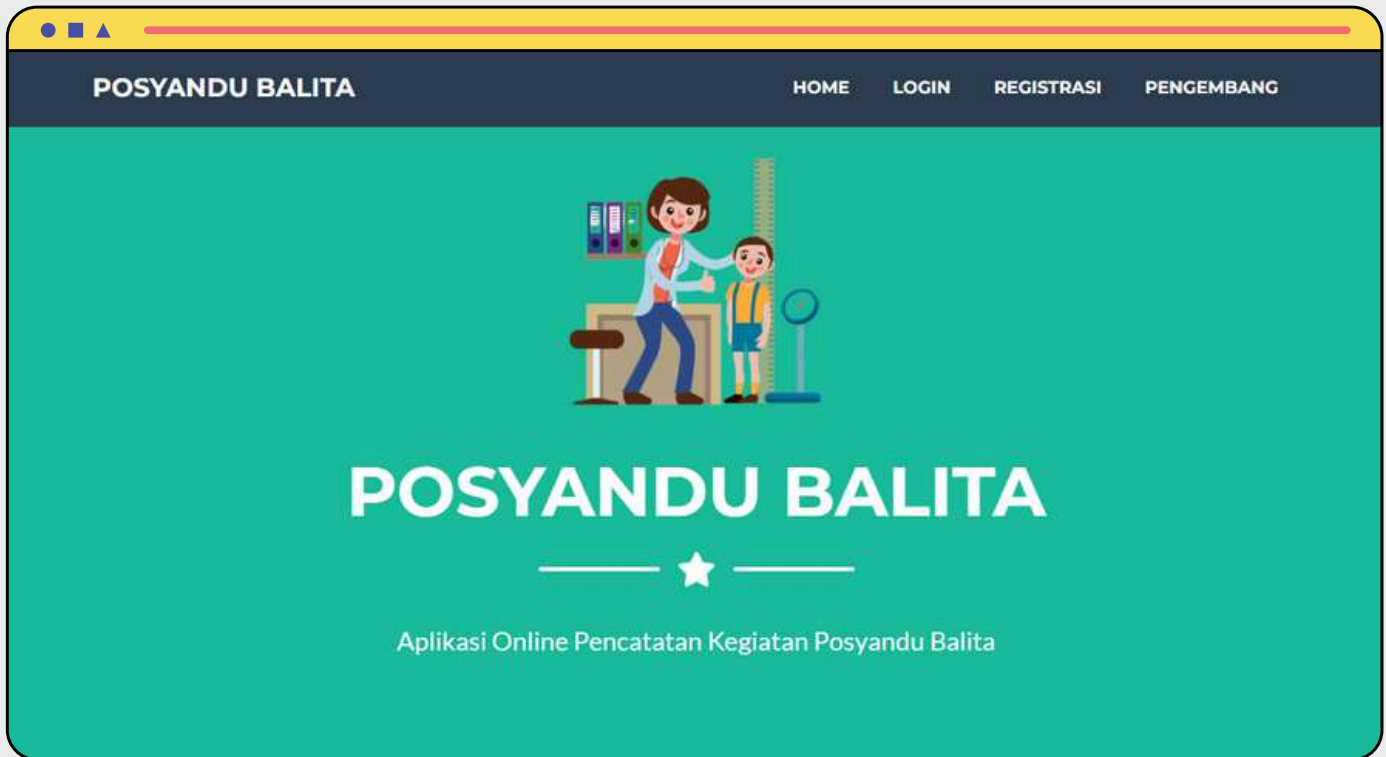 POSYANDU BALITA
HOME LOGIN REGISTRASI PENGEMBANG
POSYANDU BALITA
Aplikasi Online Pencatatan Kegiatan Posyandu Balita